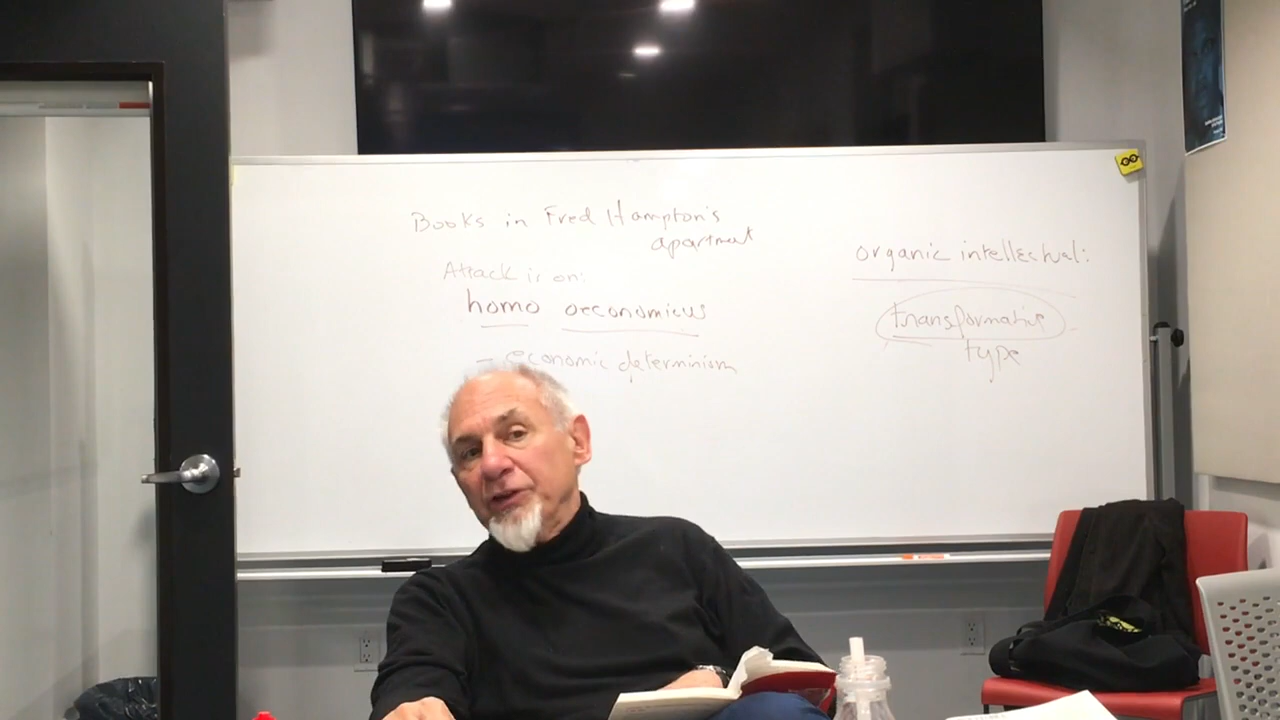 Books in Fred Hampton's
apartment
Attack is on:
homo oeconomicus
- economic determinism
organic intellectual:
transformative
type